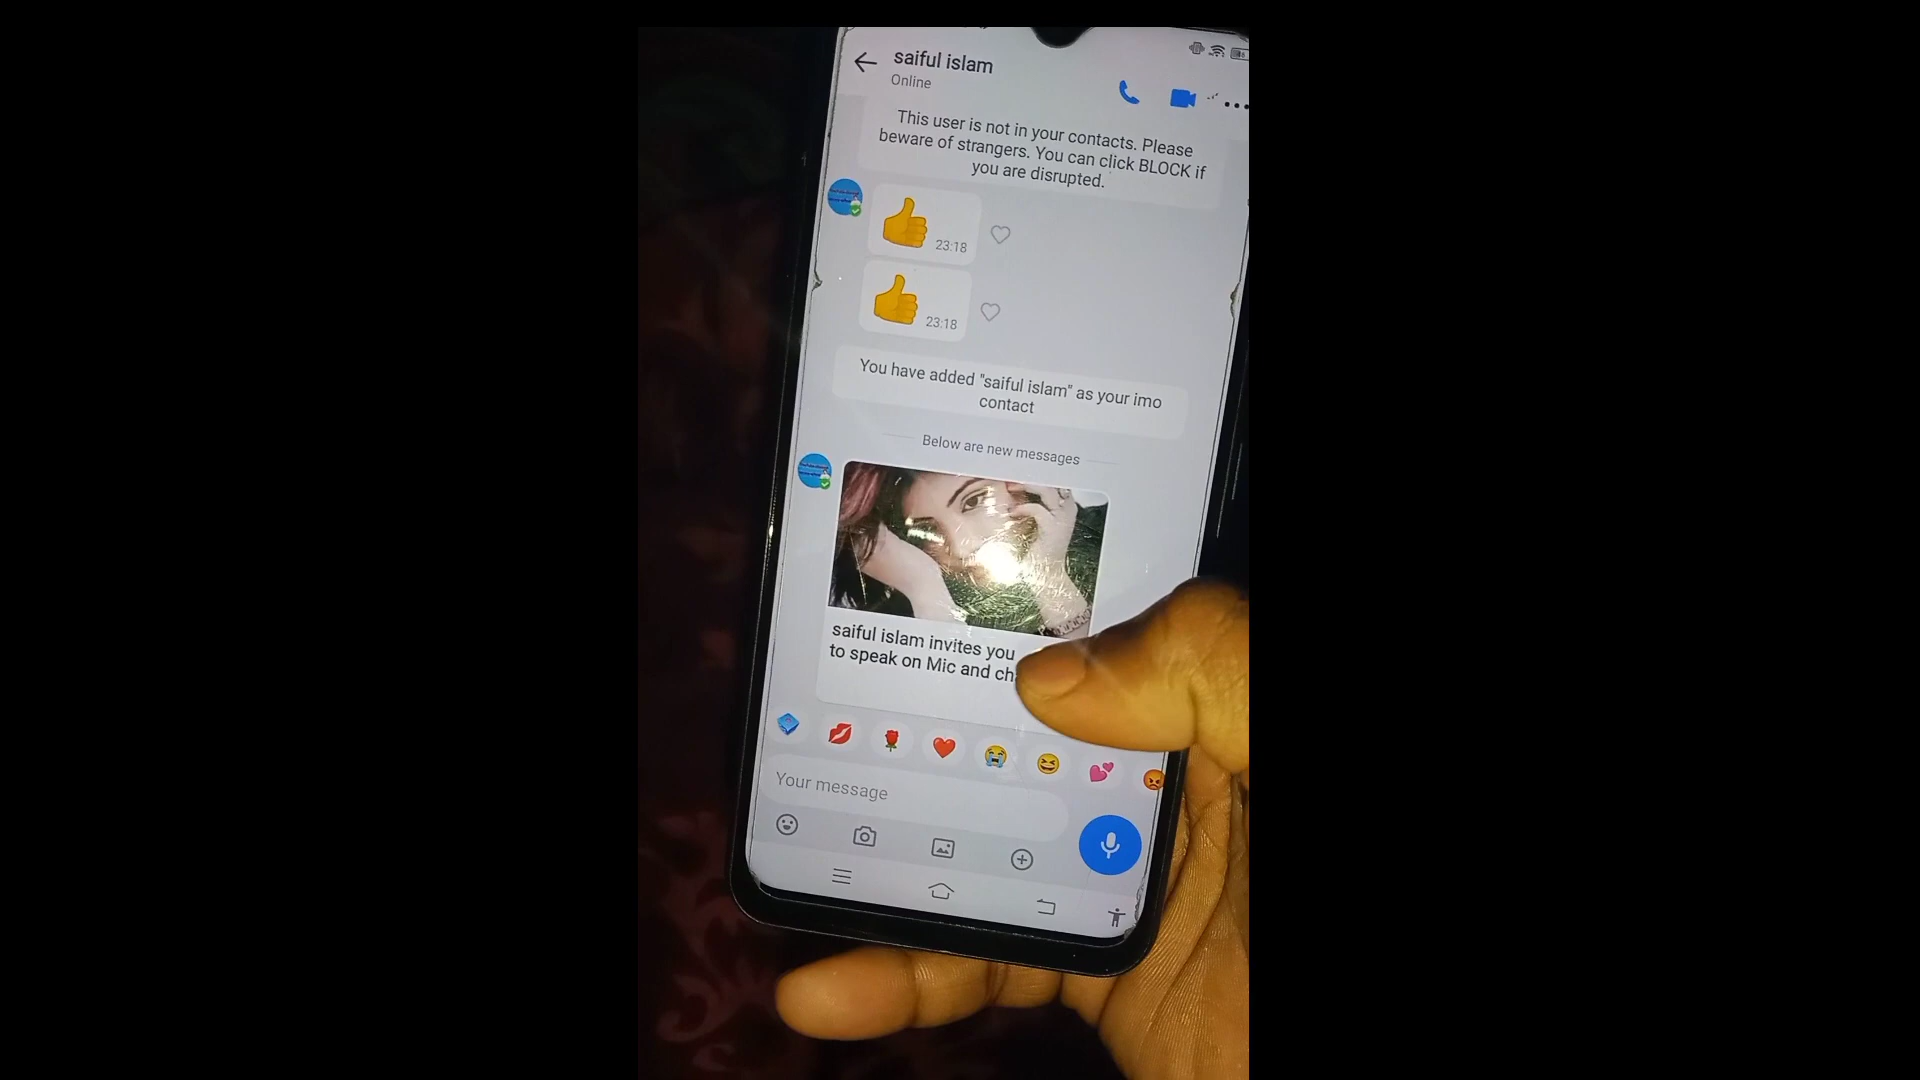 saiful islam
Online
This user is not in your contacts. Please
beware of strangers. You can click BLOCK if
you are disrupted.
23:18
23:18
You have added "saiful islam" as your imo
contact
Below are new messages
saiful islam invites you
to speak on Mic and
Your message